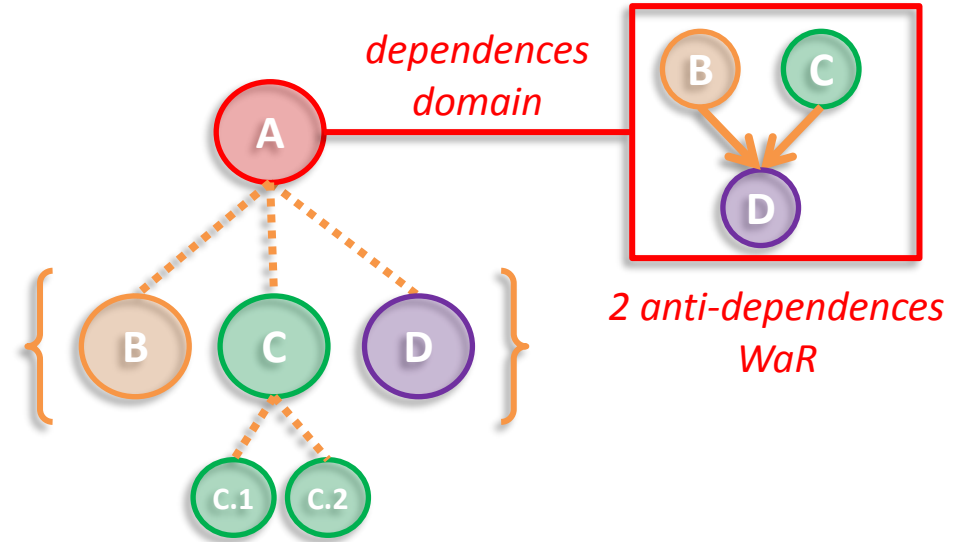 dependences
domain
A
B
C
D
2 anti-dependences
WaR
B
C
D
C.1
C.2